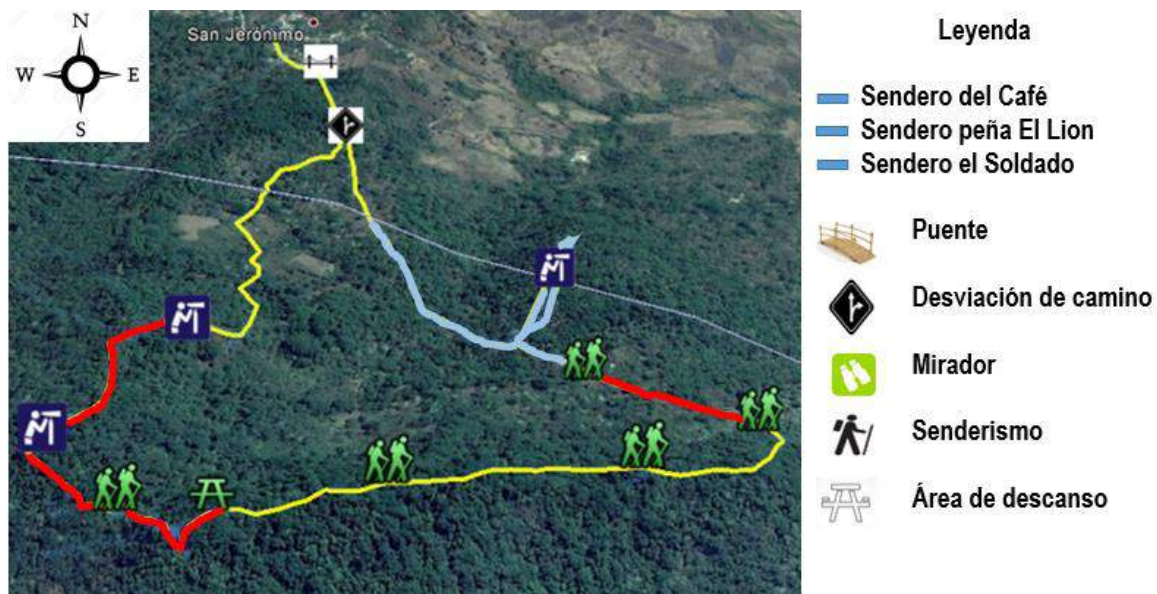 N
W E
S
San Jerónimo
Leyenda
Sendero del Café
Sendero peña El Lion
Sendero el Soldado
Puente
Desviación de camino
Mirador
Senderismo
Área de descanso